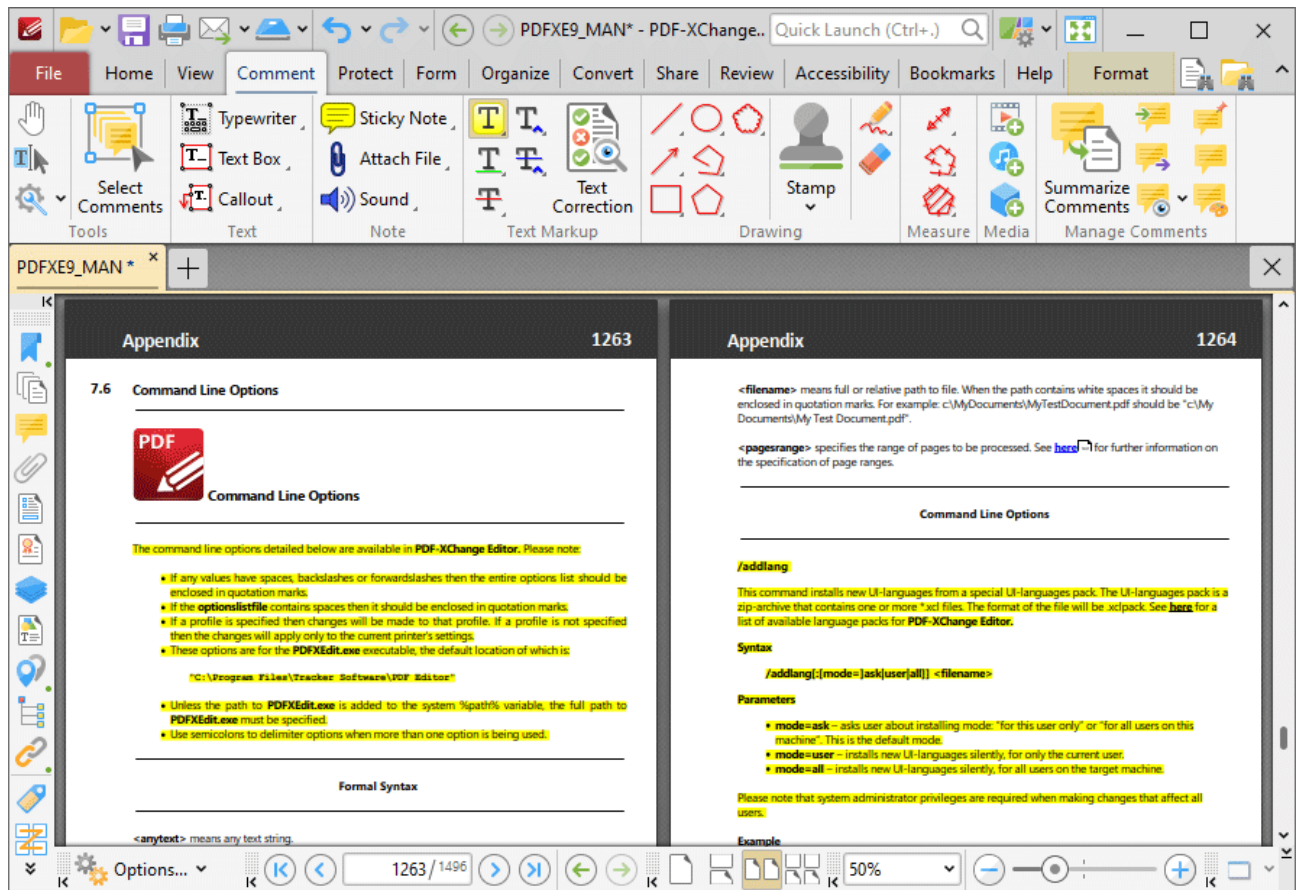 PDFXE9_MAN* - PDF-XChange.. Quick Launch (Ctrl+.)
File Home View Comment Protect Form Organize Convert Share Review Accessibility Bookmarks Help Format
Typewriter Sticky Note
Text Box Attach File
Select Comments Callout Sound Text Correction Stamp Summarize Comments
Tools Text Note Text Markup Drawing Measure Media Manage Comments
PDFXE9_MAN *
Appendix 1263
7.6 Command Line Options
PDF
Command Line Options
The command line options detailed below are available in PDF-XChange Editor. Please note:
• If any values have spaces, backslashes or forwardslashes then the entire options list should be
enclosed in quotation marks.
• If the optionslistfile contains spaces then it should be enclosed in quotation marks.
• If a profile is specified then changes will be made to that profile. If a profile is not specified
then the changes will apply only to the current printer's settings.
• These options are for the PDFXEdit.exe executable, the default location of which is:
"C:\Program Files\Tracker Software\PDF Editor"
• Unless the path to PDFXEdit.exe is added to the system %path% variable, the full path to
PDFXEdit.exe must be specified.
• Use semicolons to delimiter options when more than one option is being used.
Formal Syntax
<anytext> means any text string.
Appendix 1264
<filename> means full or relative path to file. When the path contains white spaces it should be
enclosed in quotation marks. For example: c\MyDocuments\MyTestDocument.pdf should be "c\My
Documents\My Test Document.pdf".
<pagesrange> specifies the range of pages to be processed. See here for further information on
the specification of page ranges.
Command Line Options
/addlang
This command installs new UI-languages from a special UI-languages pack. The UI-languages pack is a
zip-archive that contains one or more *.xcl files. The format of the file will be .xclpack. See here for a
list of available language packs for PDF-XChange Editor.
Syntax
/addlang[:[mode=]ask|user|all]] <filename>
Parameters
• mode=ask – asks user about installing mode: "for this user only" or "for all users on this
machine". This is the default mode.
• mode=user – installs new UI-languages silently, for only the current user.
• mode=all – installs new UI-languages silently, for all users on the target machine.
Please note that system administrator privileges are required when making changes that affect all
users.
Example
Options... 1263 / 1496 50%